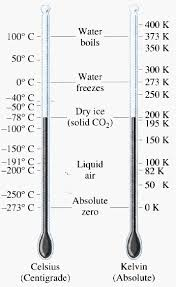 400 K
100° C
Water
boils
373 K
350 K
50° C
300 K
0° C
Water
freezes
273 K
-40° C
-50° C
250 K
-78° C
Dry ice
(solid CO₂)
200 K
195 K
-100° C
-150° C
150 K
-191° C
-200° C
Liquid
air
100 K
82 K
50 K
-250° C
-273° C
Absolute
zero
0 K
Celsius
(Centigrade)
Kelvin
(Absolute)